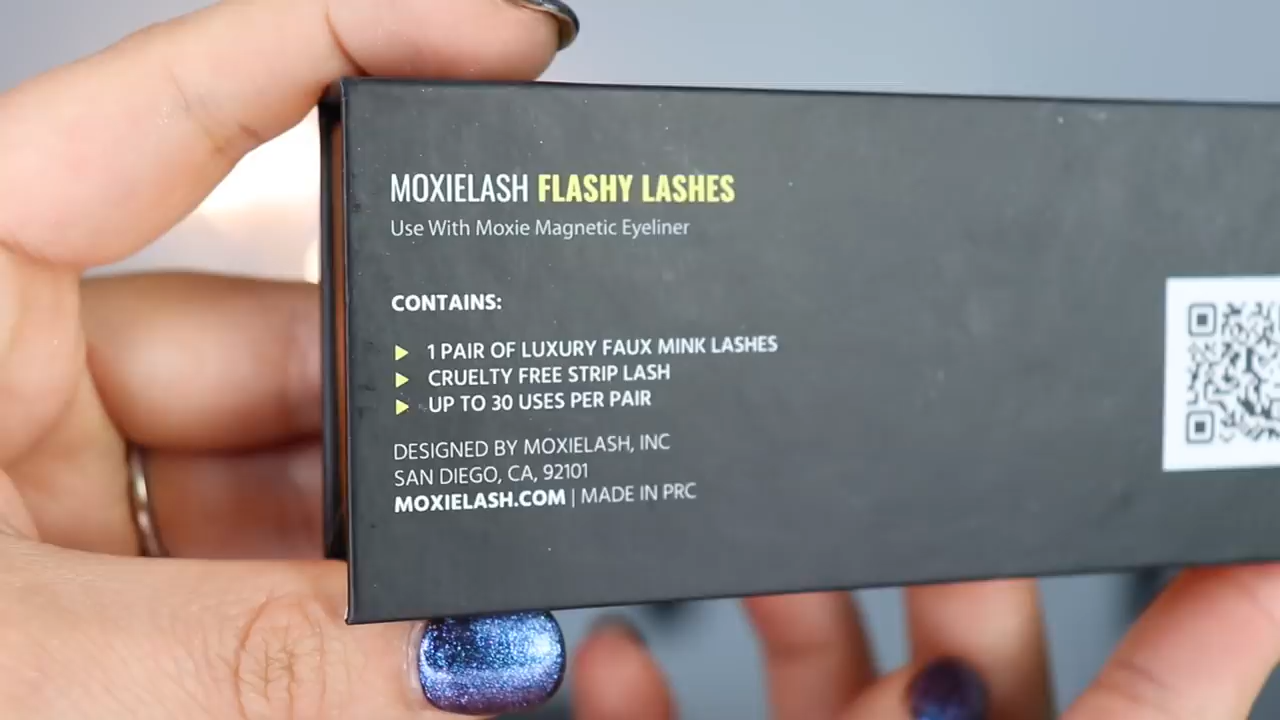 MOXIELASH FLASHY LASHES
Use With Moxie Magnetic Eyeliner
CONTAINS:
1 PAIR OF LUXURY FAUX MINK LASHES
CRUELTY FREE STRIP LASH
UP TO 30 USES PER PAIR
DESIGNED BY MOXIELASH, INC
SAN DIEGO, CA, 92101
MOXIELASH.COM | MADE IN PRC